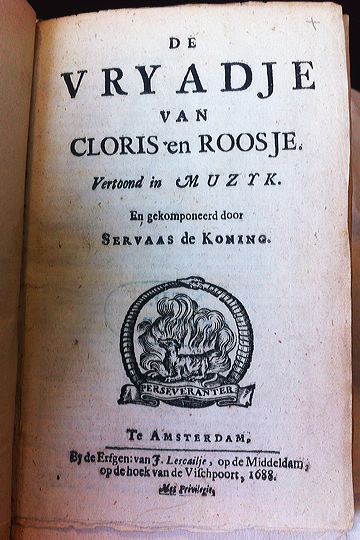 DE
VRYADJE
VAN
CLORIS en ROOSJE.
Vertoond in MUZYK.
En gekomponeerd door
SERVAAS de KONING.
PERSEVERANTER
Te AMSTERDAM,
By de Erfgen: van J. Lescailje, op de Middeldam,
op de hoek van de Vischpoort, 1688.
Met Privilegie,